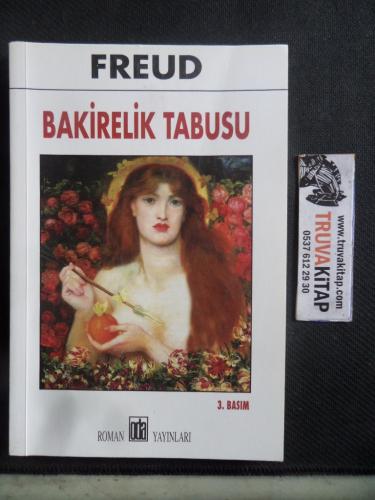 FREUD
BAKİRELİK TABUSU
3. BASIM
ROMAN oda YAYINLARI
www.truvakitap.com
TRUVAKİTAP
0537 612 29 30